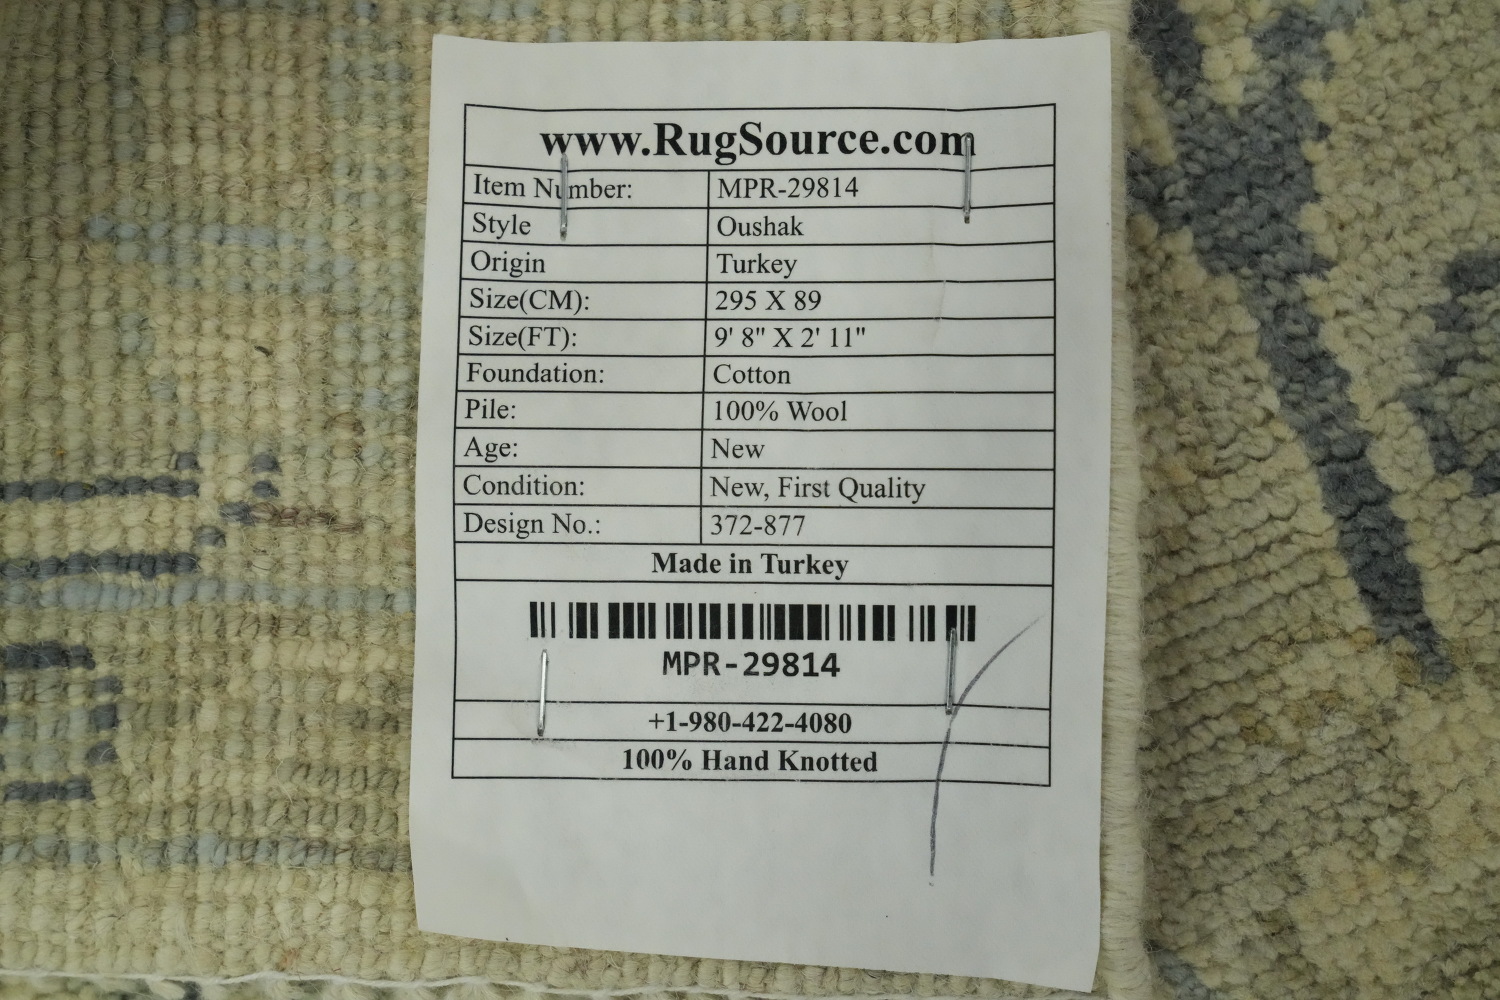 www.RugSource.com
Item Number: MPR-29814
Style Oushak
Origin Turkey
Size(CM): 295 X 89
Size(FT): 9' 8" X 2' 11"
Foundation: Cotton
Pile: 100% Wool
Age: New
Condition: New, First Quality
Design No.: 372-877
Made in Turkey
MPR-29814
+1-980-422-4080
100% Hand Knotted